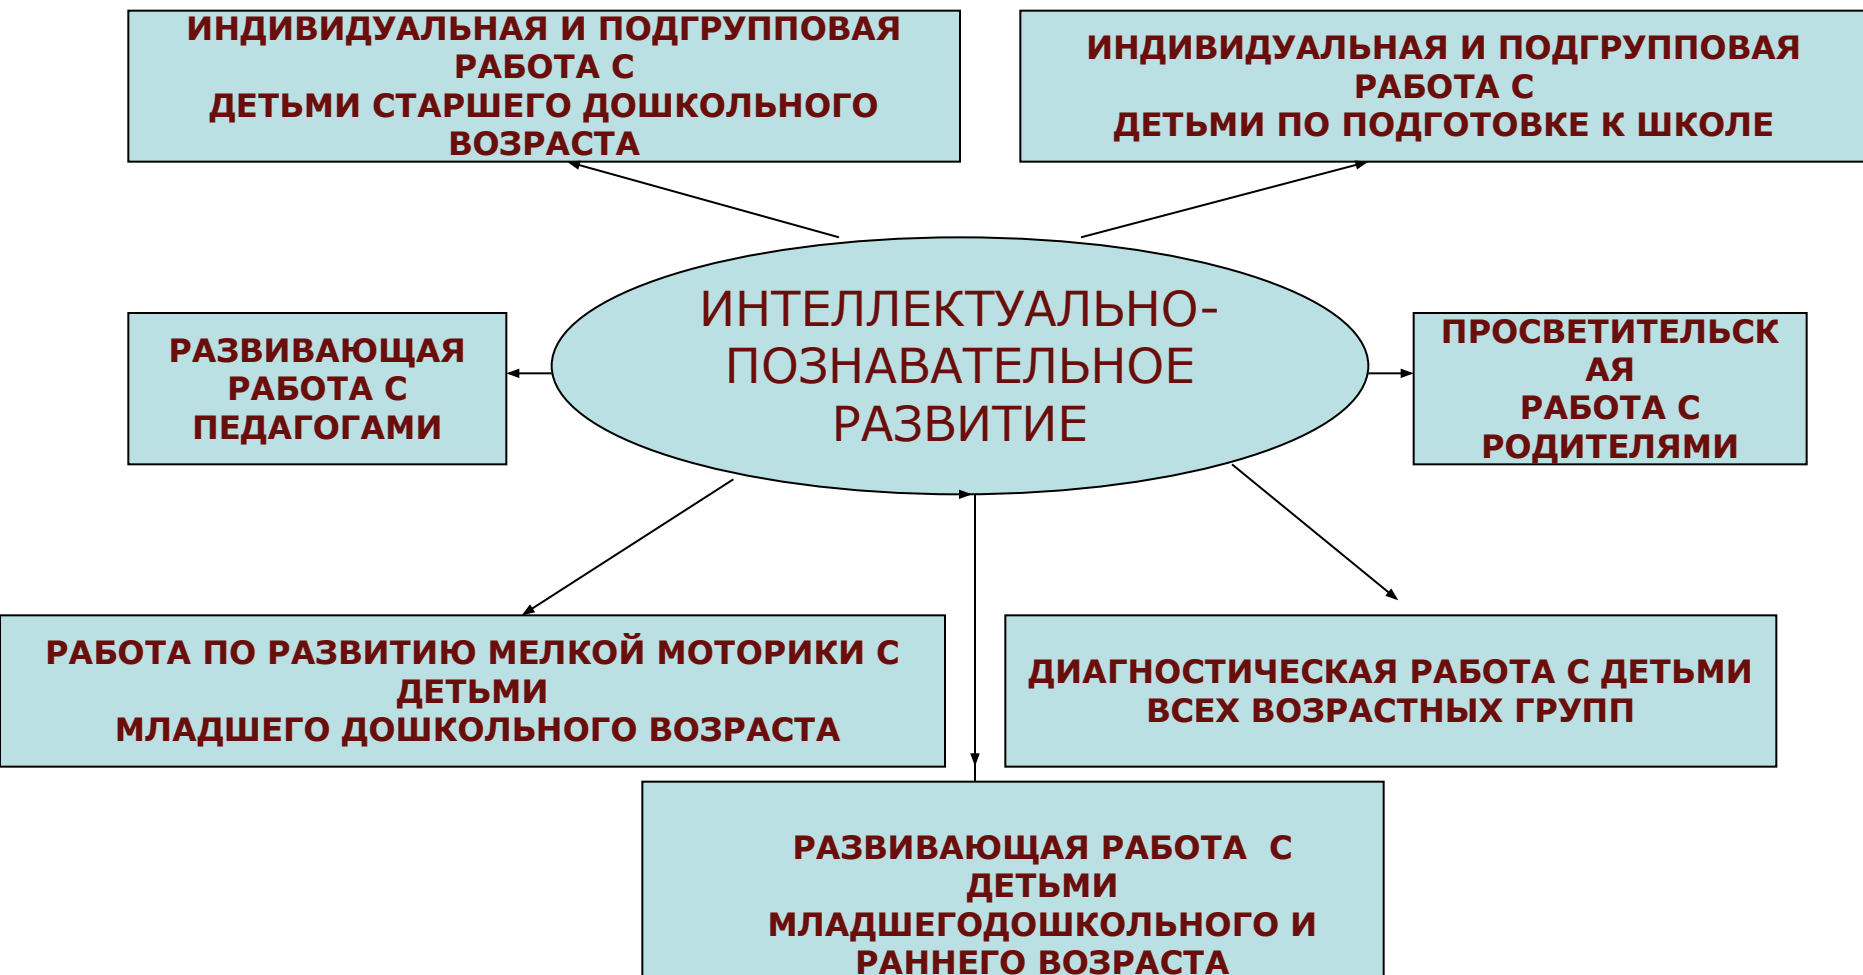 ИНДИВИДУАЛЬНАЯ И ПОДГРУППОВАЯ
РАБОТА С
ДЕТЬМИ СТАРШЕГО ДОШКОЛЬНОГО
ВОЗРАСТА
ИНДИВИДУАЛЬНАЯ И ПОДГРУППОВАЯ
РАБОТА С
ДЕТЬМИ ПО ПОДГОТОВКЕ К ШКОЛЕ
РАЗВИВАЮЩАЯ
РАБОТА С
ПЕДАГОГАМИ
ИНТЕЛЛЕКТУАЛЬНО-
ПОЗНАВАТЕЛЬНОЕ
РАЗВИТИЕ
ПРОСВЕТИТЕЛЬСК
АЯ
РАБОТА С
РОДИТЕЛЯМИ
РАБОТА ПО РАЗВИТИЮ МЕЛКОЙ МОТОРИКИ С
ДЕТЬМИ
МЛАДШЕГО ДОШКОЛЬНОГО ВОЗРАСТА
ДИАГНОСТИЧЕСКАЯ РАБОТА С ДЕТЬМИ
ВСЕХ ВОЗРАСТНЫХ ГРУПП
РАЗВИВАЮЩАЯ РАБОТА  С
ДЕТЬМИ
МЛАДШЕГОДОШКОЛЬНОГО И
РАННЕГО ВОЗРАСТА